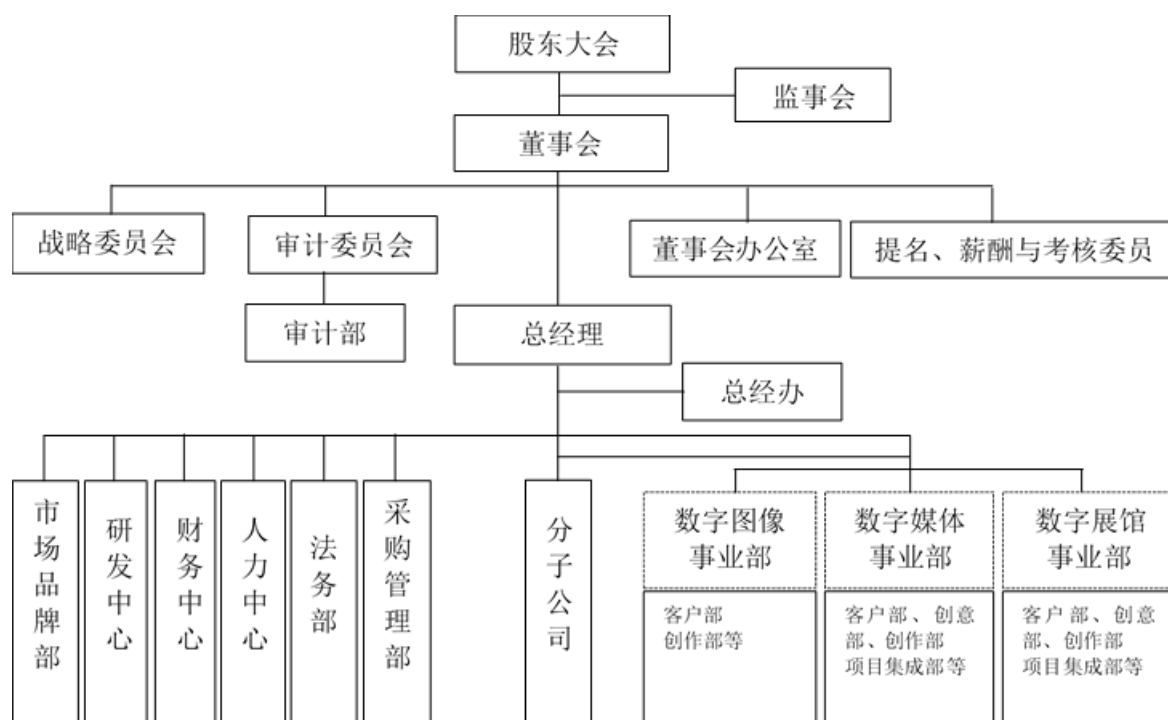 股东大会
监事会
董事会
战略委员会
审计委员会
董事会办公室
提名、薪酬与考核委员
审计部
总经理
总经办
市场品牌部
研发中心
财务中心
人力中心
法务部
采购管理部
分子公司
数字图像
事业部
数字媒体
事业部
数字展馆
事业部
客户部
创作部等
客户部、创意
部、创作部
项目集成部等
客户部、创意
部、创作部
项目集成部等